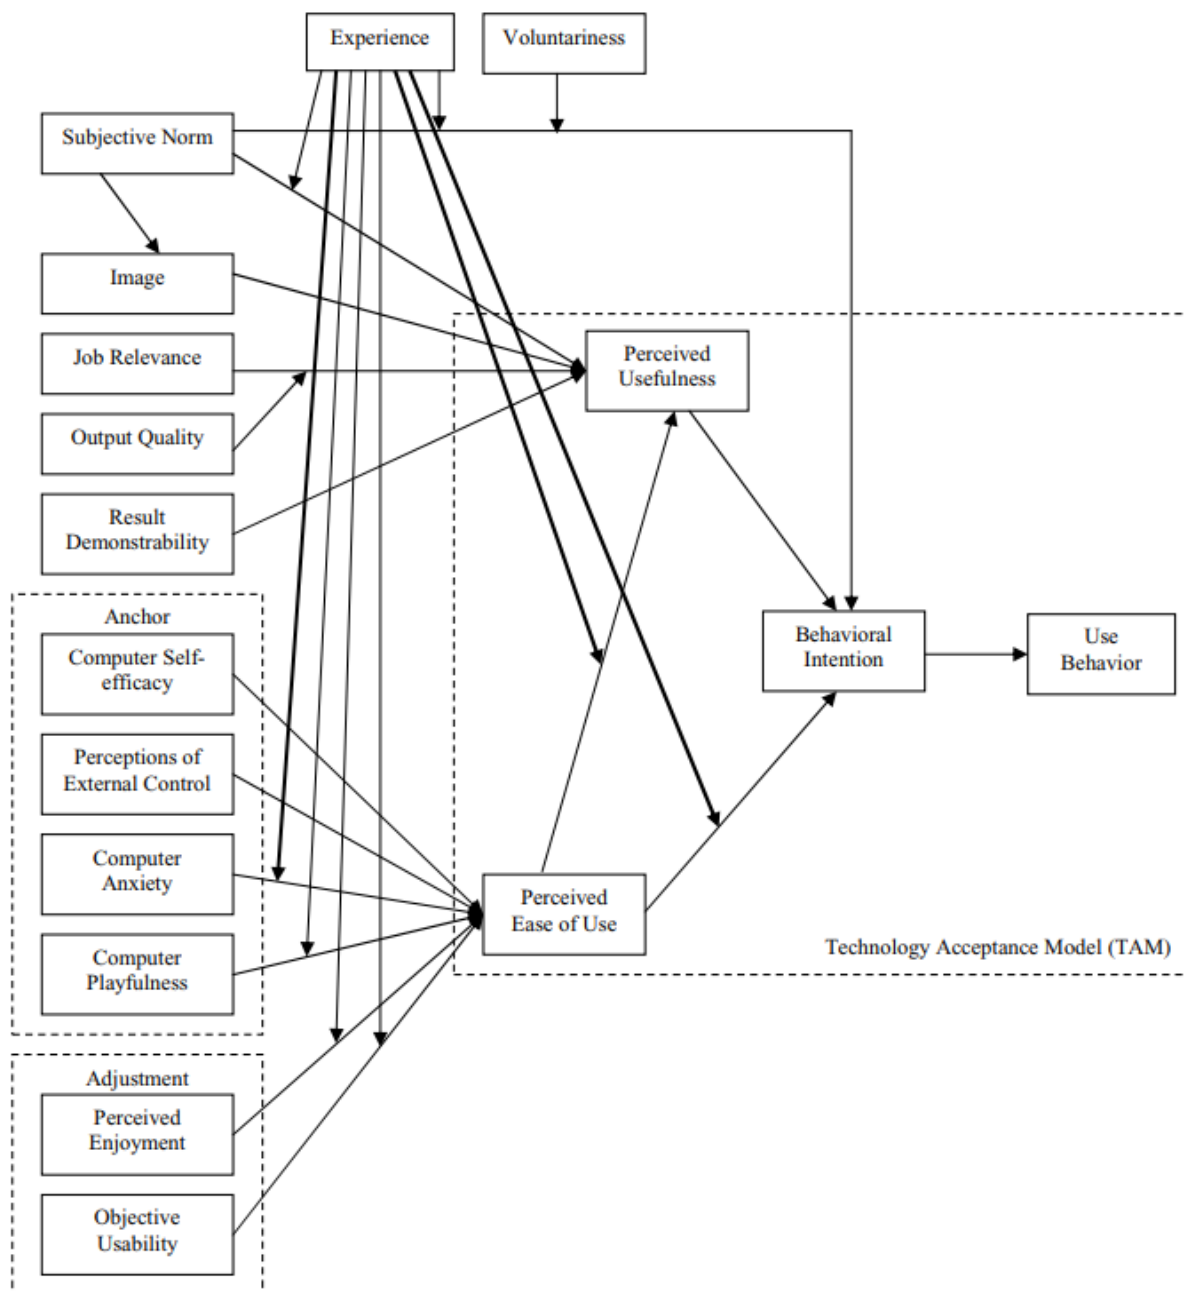 Experience
Voluntariness
Subjective Norm
Image
Job Relevance
Output Quality
Result
Demonstrability
Perceived
Usefulness
Anchor
Computer Self-
efficacy
Perceptions of
External Control
Computer
Anxiety
Computer
Playfulness
Behavioral
Intention
Use
Behavior
Perceived
Ease of Use
Technology Acceptance Model (TAM)
Adjustment
Perceived
Enjoyment
Objective
Usability